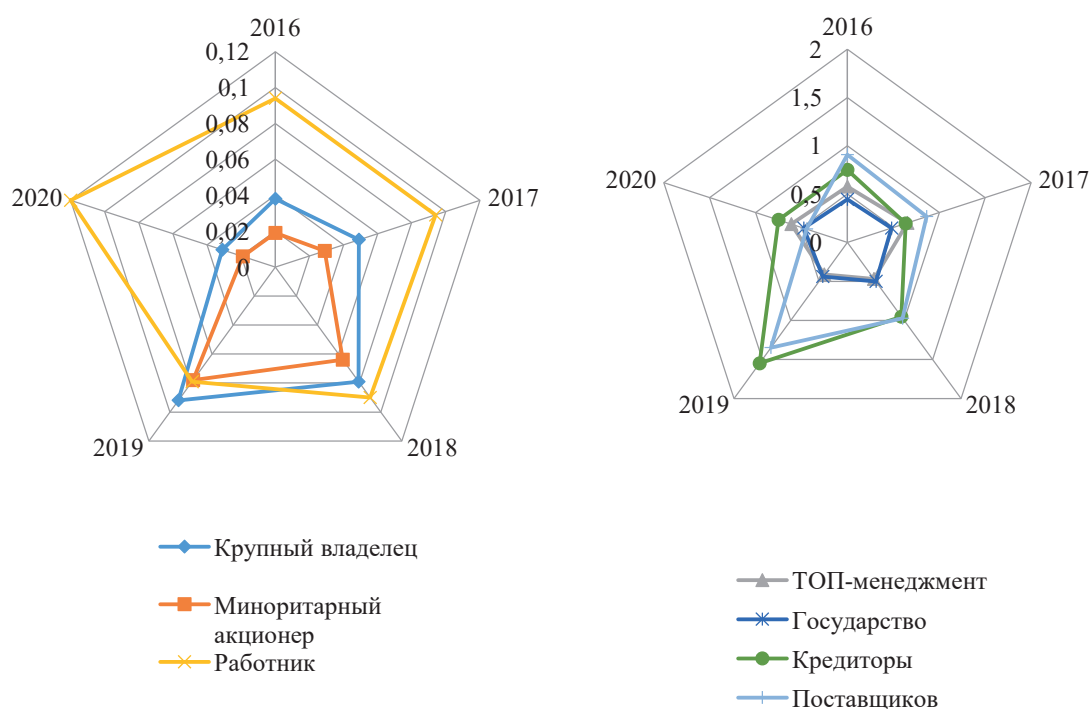 2016
0,12
0,1
0,08
0,06
0,04
0,02
0
2017
2018
2019
2020
Крупный владелец
Миноритарный
акционер
Работник
2016
2
1,5
1
0,5
0
2017
2018
2019
2020
ТОП-менеджмент
Государство
Кредиторы
Поставщиков